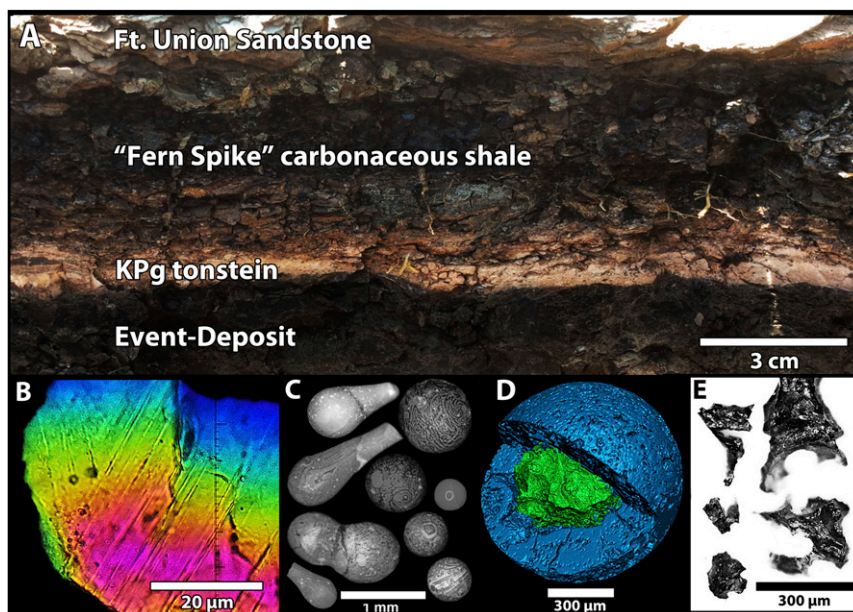 A
Ft. Union Sandstone
“Fern Spike” carbonaceous shale
KPg tonstein
Event-Deposit
3 cm
B
20 µm
C
1 mm
D
300 µm
E
300 µm